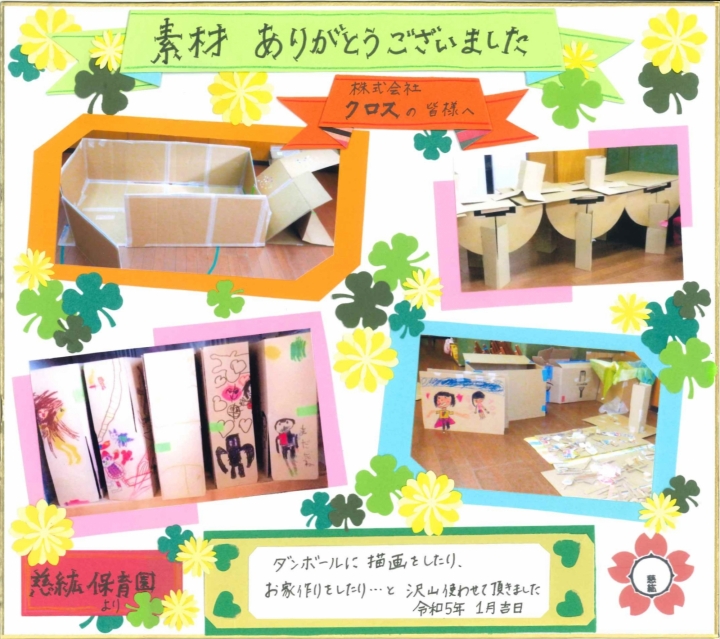 素材 ありがとうございました
株式会社
クロス の 皆様へ
ダンボールに 描画をしたり、
お家作りをしたり…と 沢山使わせて頂きました
令和5年 1月吉日
慈紘保育園
より
慈紘